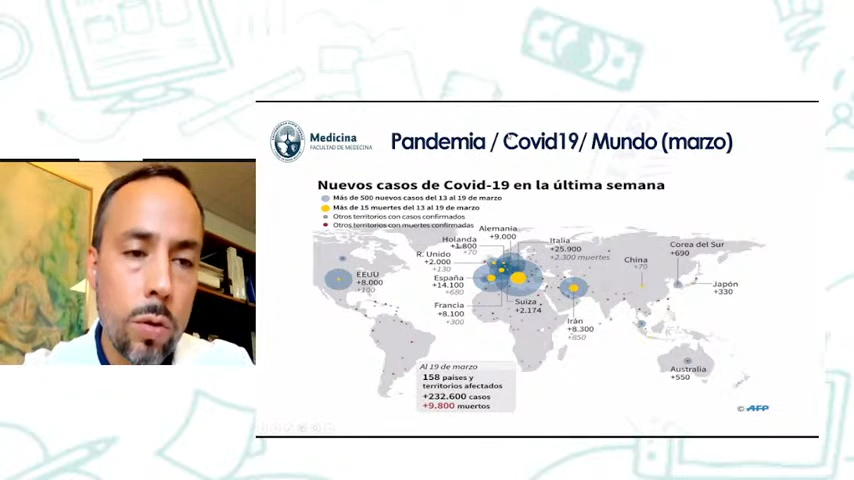 Medicina
FACULTAD DE MEDICINA
Pandemia / Covid19/ Mundo (marzo)
Nuevos casos de Covid-19 en la última semana
Más de 500 nuevos casos del 13 al 19 de marzo
Más de 15 muertes del 13 al 19 de marzo
Otros territorios con casos confirmados
Otros territorios con muertes confirmadas
Alemania
+9.000
Holanda
+1.800
+70
R. Unido
+2.000
+130
España
+14.100
+680
Francia
+8.100
+300
Italia
+25.900
+2.300 muertes
Suiza
+2.174
EEUU
+8.000
+100
Irán
+8.300
+850
China
+70
Corea del Sur
+690
Japón
+330
Australia
+550
Al 19 de marzo
158 países y
territorios afectados
+232.600 casos
+9.800 muertos
© AFP